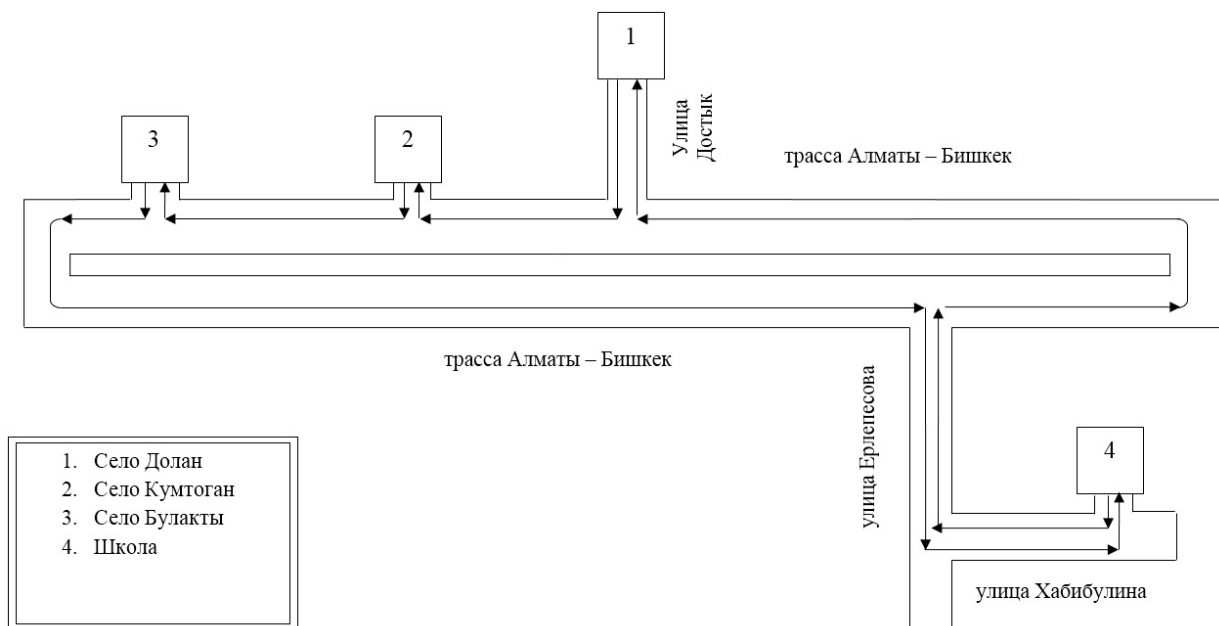 1
Улица
Достык
3
2
трасса Алматы – Бишкек
трасса Алматы – Бишкек
улица Ерлепесова
4
1. Село Долан
2. Село Кумтоган
3. Село Булакты
4. Школа
улица Хабибулина